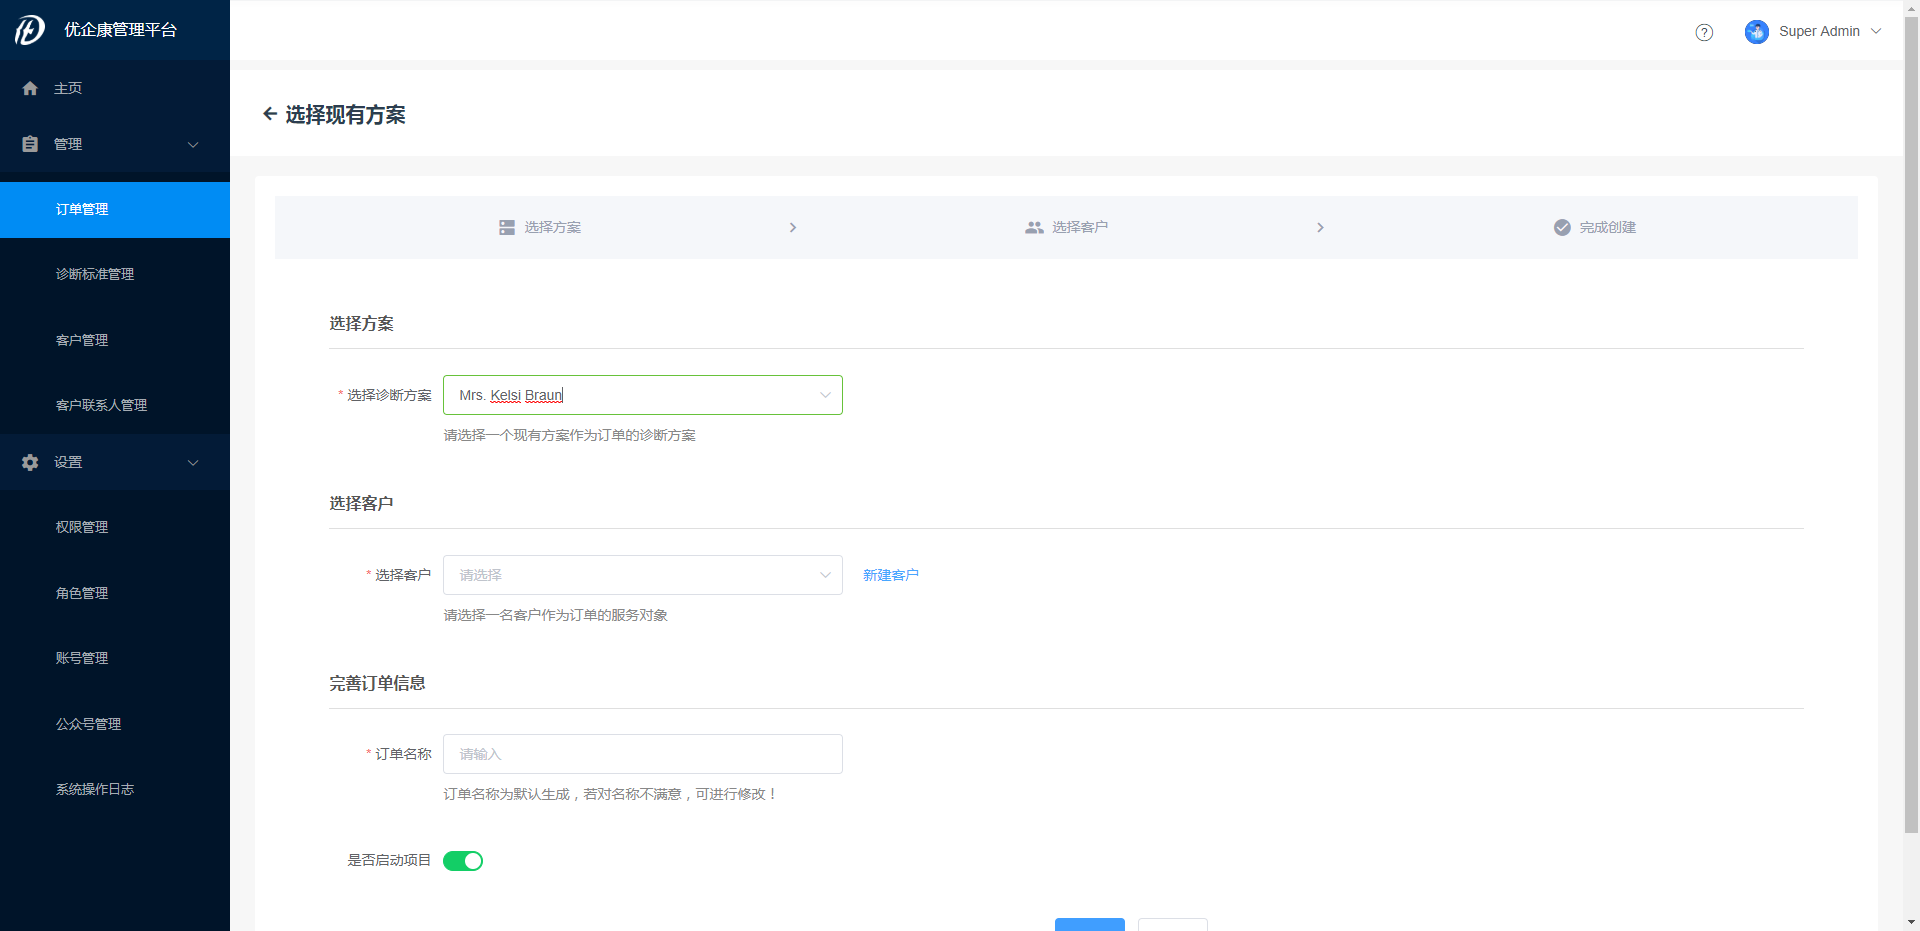 优企康管理平台
Super Admin
主页
管理
订单管理
诊断标准管理
客户管理
客户联系人管理
设置
权限管理
角色管理
账号管理
公众号管理
系统操作日志
选择现有方案
选择方案
选择客户
完成创建
选择方案
* 选择诊断方案
Mrs. Kelsi Braun
请选择一个现有方案作为订单的诊断方案
选择客户
* 选择客户
请选择
新建客户
请选择一名客户作为订单的服务对象
完善订单信息
* 订单名称
请输入
订单名称为默认生成，若对名称不满意，可进行修改！
是否启动项目